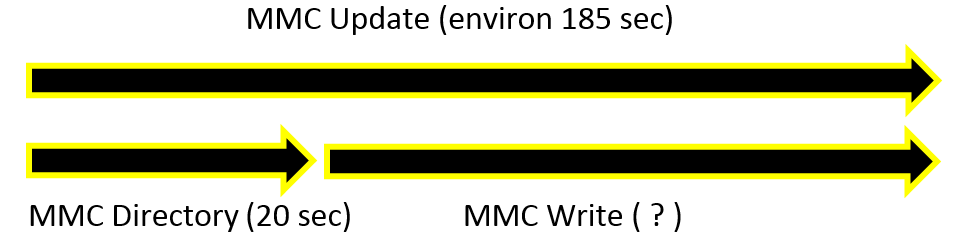 MMC Update (environ 185 sec)
MMC Directory (20 sec)
MMC Write ( ? )